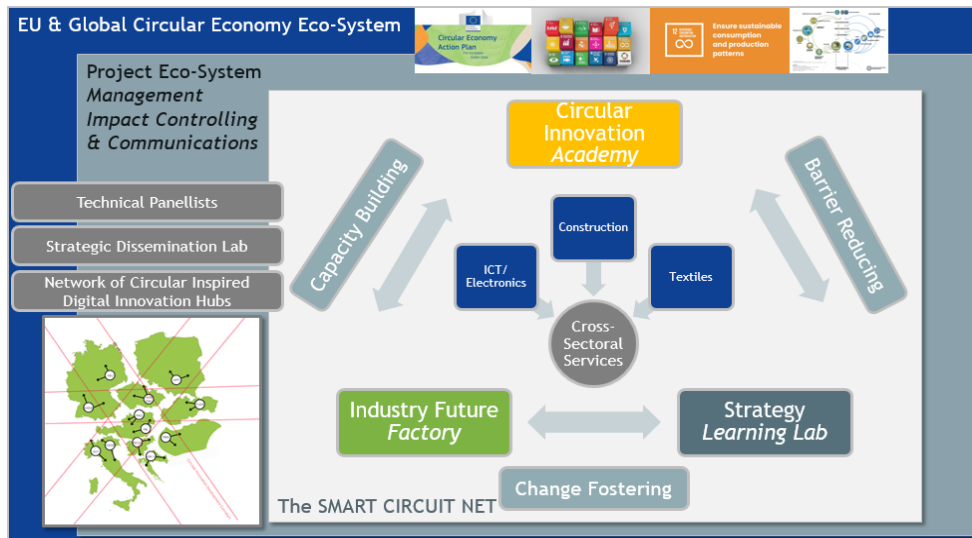 EU & Global Circular Economy Eco-System
Circular Economy
Action Plan
Ensure sustainable
consumption
and production
patterns
Project Eco-System
Management
Impact Controlling
& Communications
Technical Panellists
Strategic Dissemination Lab
Network of Circular Inspired
Digital Innovation Hubs
Circular
Innovation
Academy
Capacity Building
Barrier Reducing
Construction
ICT/
Electronics
Textiles
Cross-
Sectoral
Services
Industry Future
Factory
Strategy
Learning Lab
Change Fostering
The SMART CIRCUIT NET